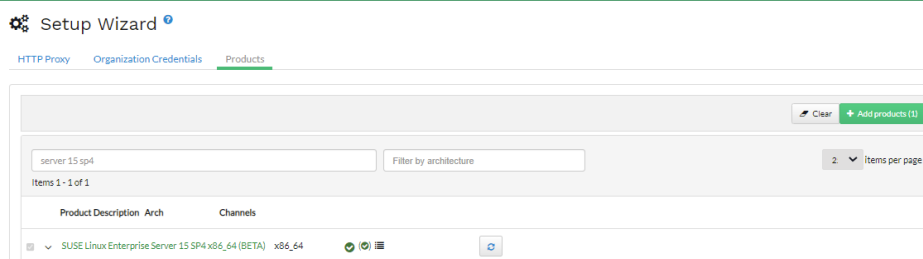 Setup Wizard ?
HTTP Proxy Organization Credentials Products
Clear + Add products (1)
server 15 sp4 Filter by architecture 2 items per page
Items 1 - 1 of 1
Product Description Arch Channels
SUSE Linux Enterprise Server 15 SP4 x86_64 (BETA) x86_64